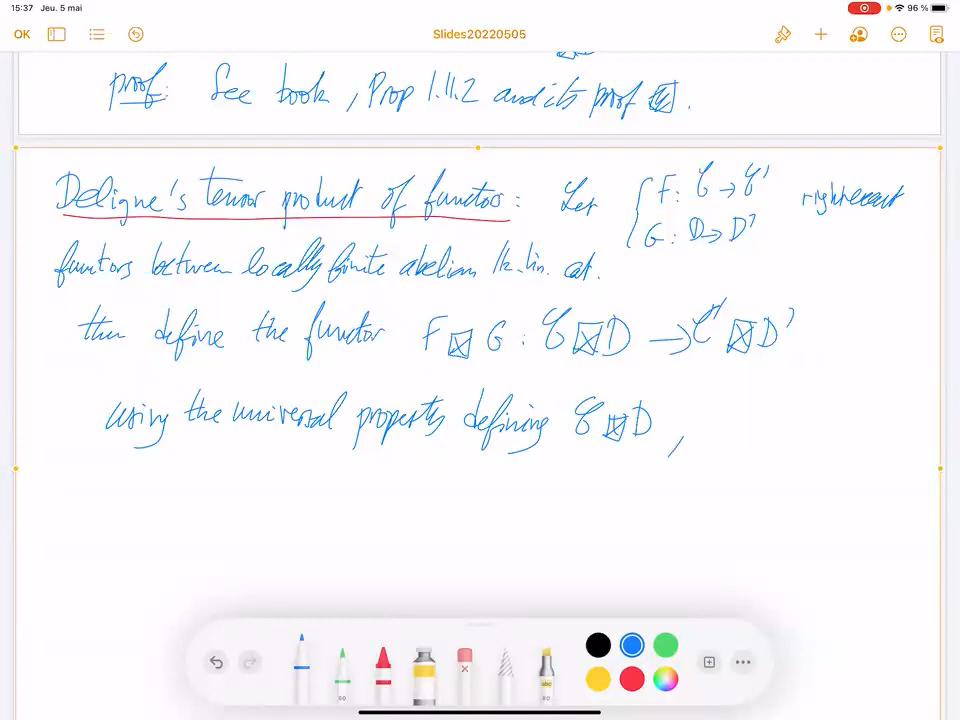 15:37 Jeu. 5 mai
96 %
OK
Slides20220505
proof: See book, Prop 1.11.2 and its proof ☒.
Deligne's tensor product of functors: Let { F: C → C' right exact
G: D → D'
functors between locally finite abelian k-lin. cat.
then define the functor F ⊠ G : C ⊠ D → C' ⊠ D'
using the universal property defining C ⊠ D,